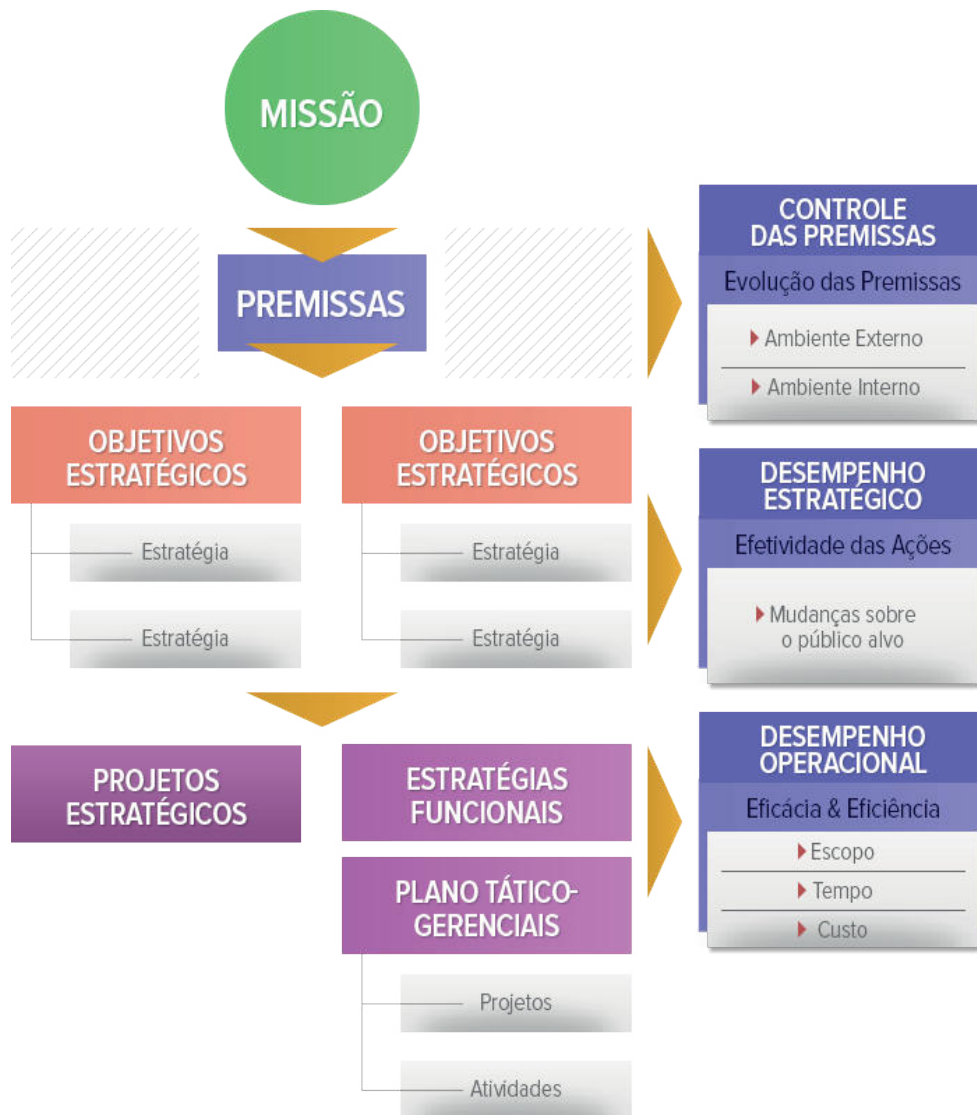 MISSÃO
PREMISSAS
OBJETIVOS
ESTRATÉGICOS
Estratégia
Estratégia
OBJETIVOS
ESTRATÉGICOS
Estratégia
Estratégia
PROJETOS
ESTRATÉGICOS
ESTRATÉGIAS
FUNCIONAIS
PLANO TÁTICO-
GERENCIAIS
Projetos
Atividades
CONTROLE
DAS PREMISSAS
Evolução das Premissas
Ambiente Externo
Ambiente Interno
DESEMPENHO
ESTRATÉGICO
Efetividade das Ações
Mudanças sobre
o público alvo
DESEMPENHO
OPERACIONAL
Eficácia & Eficiência
Escopo
Tempo
Custo